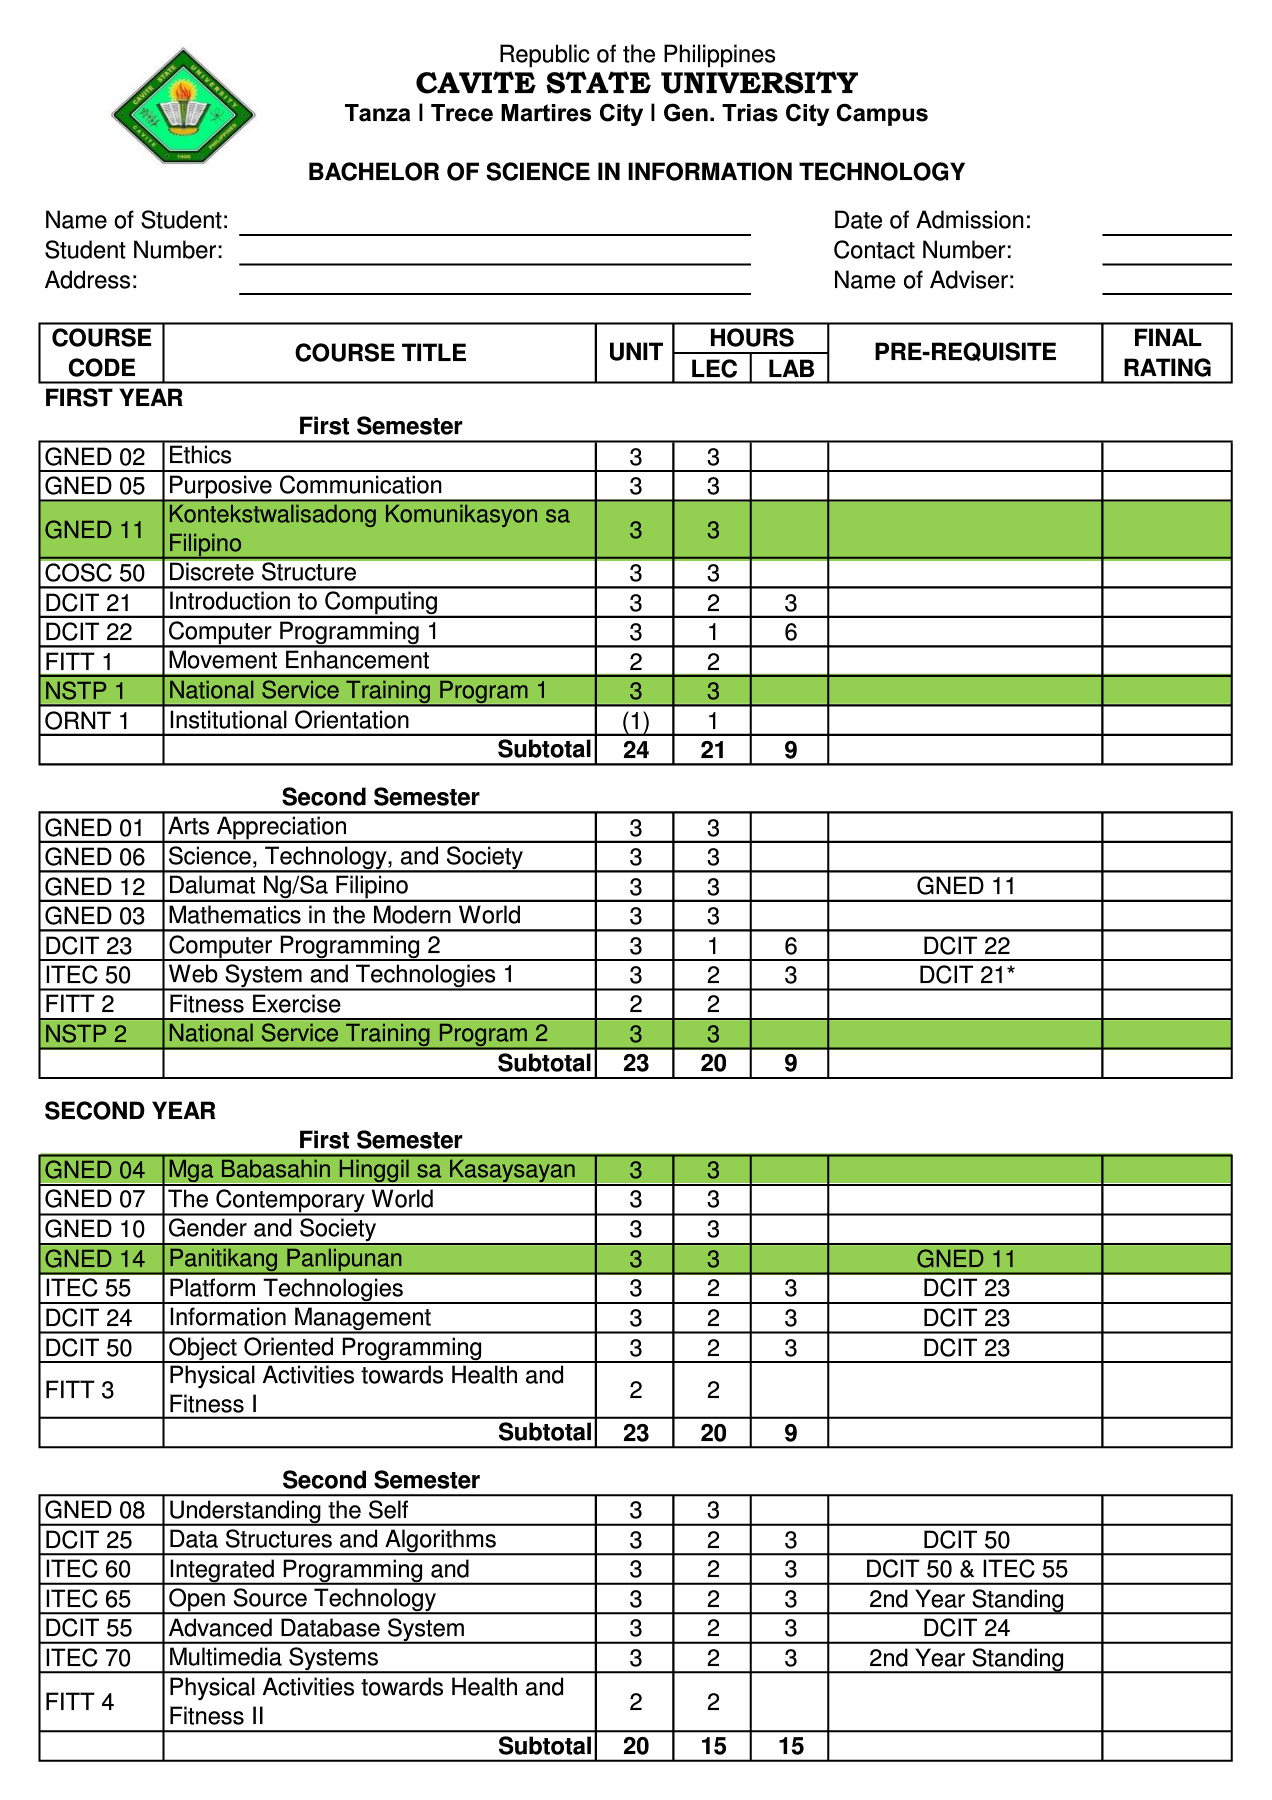 Republic of the Philippines
CAVITE STATE UNIVERSITY
Tanza | Trece Martires City | Gen. Trias City Campus
BACHELOR OF SCIENCE IN INFORMATION TECHNOLOGY
Name of Student: Date of Admission:
Student Number: Contact Number:
Address: Name of Adviser:
COURSE CODE COURSE TITLE UNIT HOURS LEC LAB PRE-REQUISITE FINAL RATING
FIRST YEAR
First Semester
GNED 02 Ethics 3 3
GNED 05 Purposive Communication 3 3
GNED 11 Kontekstwalisadong Komunikasyon sa Filipino 3 3
COSC 50 Discrete Structure 3 3
DCIT 21 Introduction to Computing 3 2 3
DCIT 22 Computer Programming 1 3 1 6
FITT 1 Movement Enhancement 2 2
NSTP 1 National Service Training Program 1 3 3
ORNT 1 Institutional Orientation (1) 1
Subtotal 24 21 9
Second Semester
GNED 01 Arts Appreciation 3 3
GNED 06 Science, Technology, and Society 3 3
GNED 12 Dalumat Ng/Sa Filipino 3 3 GNED 11
GNED 03 Mathematics in the Modern World 3 3
DCIT 23 Computer Programming 2 3 1 6 DCIT 22
ITEC 50 Web System and Technologies 1 3 2 3 DCIT 21*
FITT 2 Fitness Exercise 2 2
NSTP 2 National Service Training Program 2 3 3
Subtotal 23 20 9
SECOND YEAR
First Semester
GNED 04 Mga Babasahin Hinggil sa Kasaysayan 3 3
GNED 07 The Contemporary World 3 3
GNED 10 Gender and Society 3 3
GNED 14 Panitikang Panlipunan 3 3 GNED 11
ITEC 55 Platform Technologies 3 2 3 DCIT 23
DCIT 24 Information Management 3 2 3 DCIT 23
DCIT 50 Object Oriented Programming 3 2 3 DCIT 23
FITT 3 Physical Activities towards Health and Fitness I 2 2
Subtotal 23 20 9
Second Semester
GNED 08 Understanding the Self 3 3
DCIT 25 Data Structures and Algorithms 3 2 3 DCIT 50
ITEC 60 Integrated Programming and 3 2 3 DCIT 50 & ITEC 55
ITEC 65 Open Source Technology 3 2 3 2nd Year Standing
DCIT 55 Advanced Database System 3 2 3 DCIT 24
ITEC 70 Multimedia Systems 3 2 3 2nd Year Standing
FITT 4 Physical Activities towards Health and Fitness II 2 2
Subtotal 20 15 15